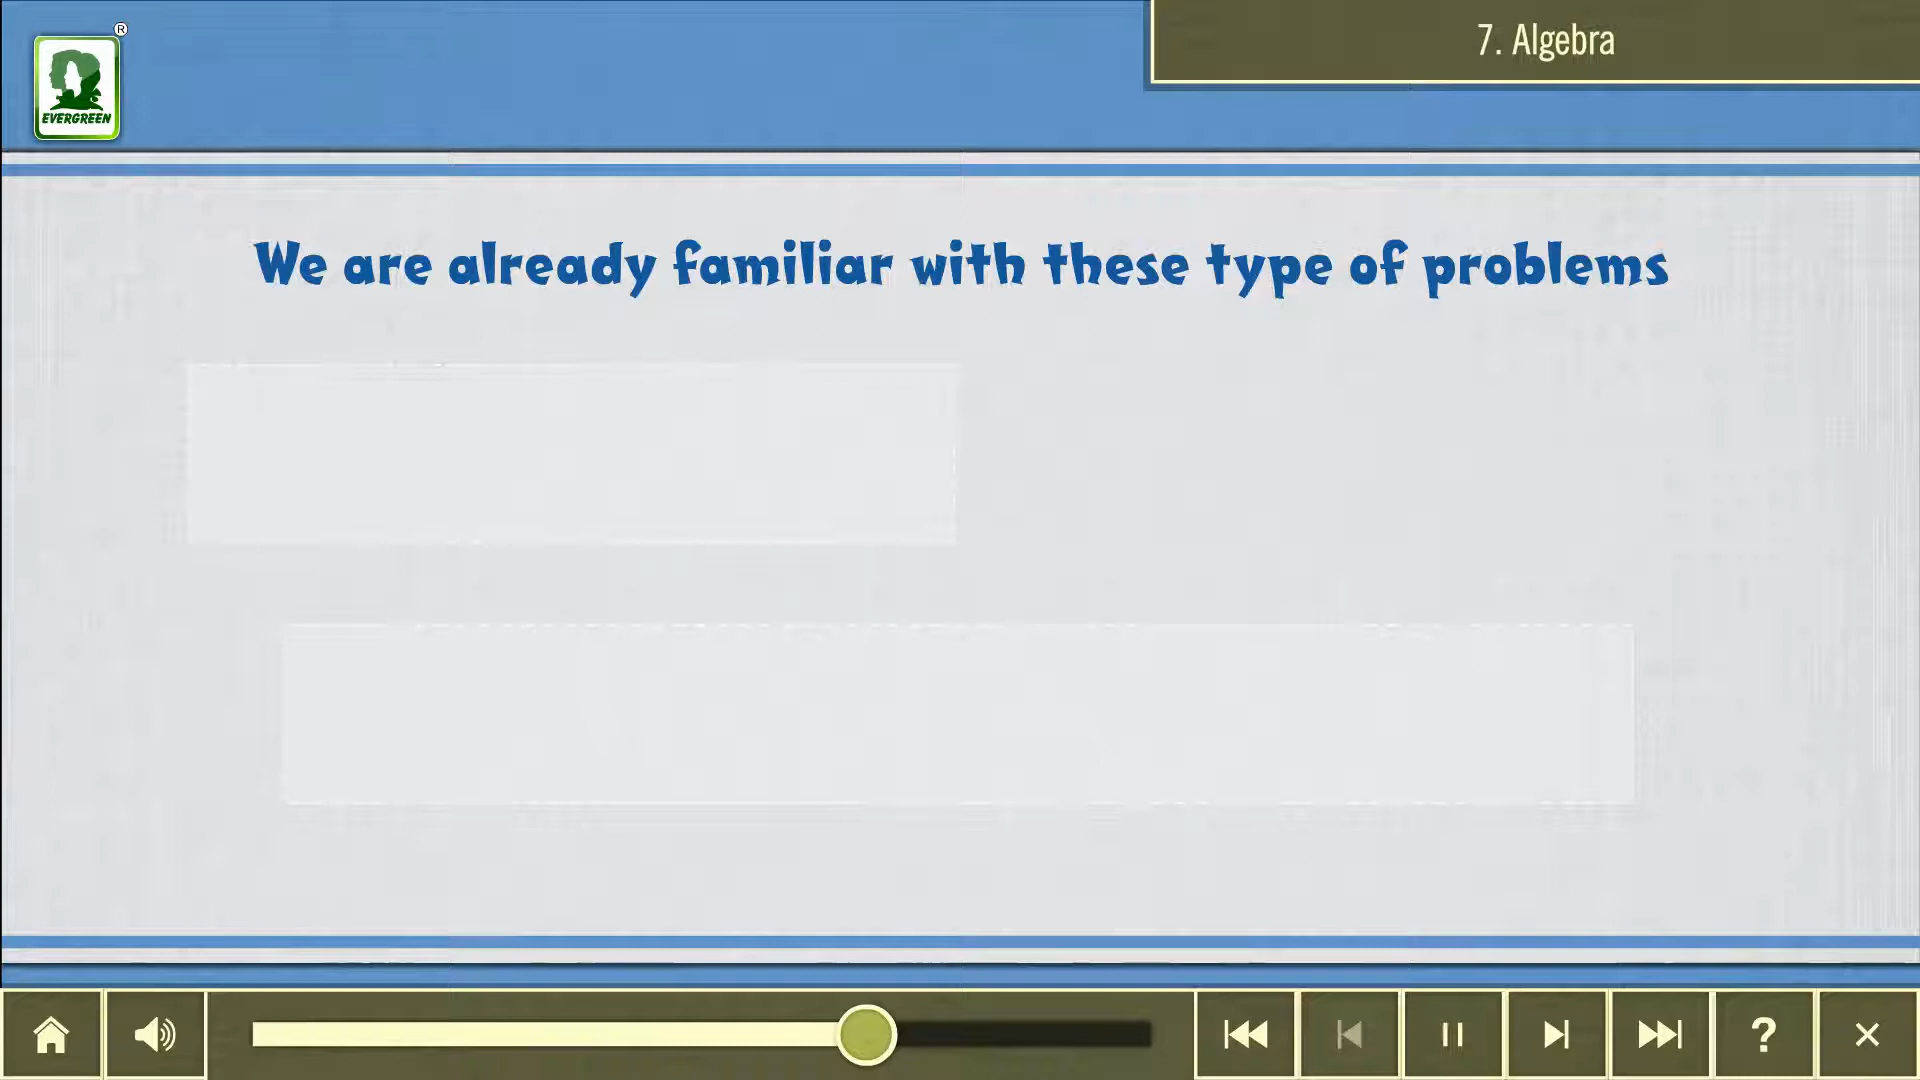 ®
EVERGREEN
7. Algebra
We are already familiar with these type of problems
?